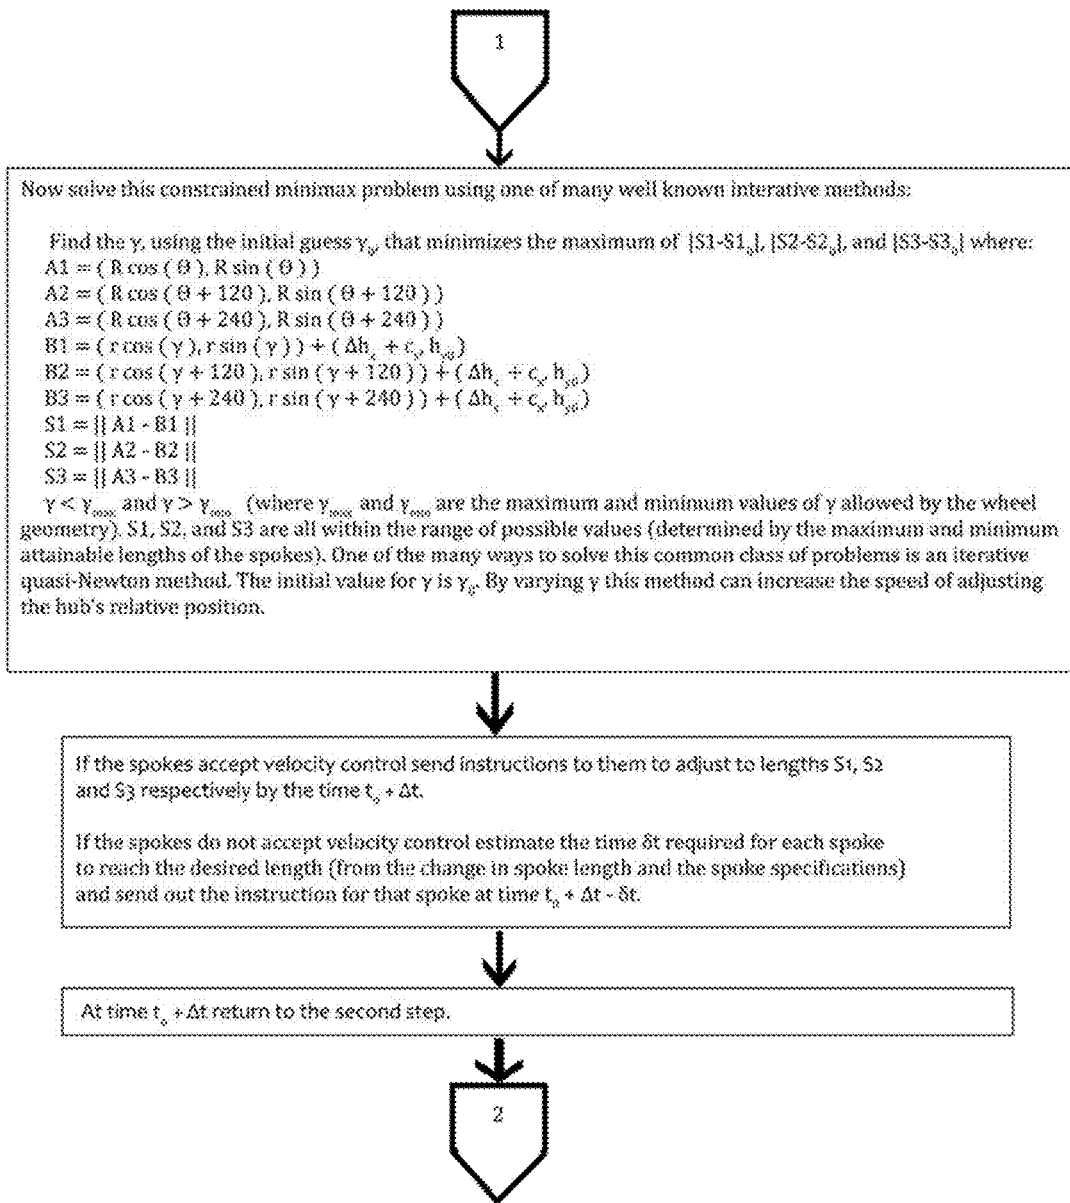 1
Now solve this constrained minimax problem using one of many well known interative methods:
Find the γ, using the initial guess γ₀, that minimizes the maximum of |S1-S1₀|, |S2-S2₀|, and |S3-S3₀| where:
A1 = ( R cos ( θ ), R sin ( θ ) )
A2 = ( R cos ( θ + 120 ), R sin ( θ + 120 ) )
A3 = ( R cos ( θ + 240 ), R sin ( θ + 240 ) )
B1 = ( r cos ( γ ), r sin ( γ ) ) + ( Δhₓ + cₓ, h_y0 )
B2 = ( r cos ( γ + 120 ), r sin ( γ + 120 ) ) + ( Δhₓ + cₓ, h_y0 )
B3 = ( r cos ( γ + 240 ), r sin ( γ + 240 ) ) + ( Δhₓ + cₓ, h_y0 )
S1 = || A1 - B1 ||
S2 = || A2 - B2 ||
S3 = || A3 - B3 ||
γ < γ_max and γ > γ_min (where γ_max and γ_min are the maximum and minimum values of γ allowed by the wheel
geometry). S1, S2, and S3 are all within the range of possible values (determined by the maximum and minimum
attainable lengths of the spokes). One of the many ways to solve this common class of problems is an iterative
quasi-Newton method. The initial value for γ is γ₀. By varying γ this method can increase the speed of adjusting
the hub's relative position.
If the spokes accept velocity control send instructions to them to adjust to lengths S1, S2
and S3 respectively by the time t₀ + Δt.
If the spokes do not accept velocity control estimate the time δt required for each spoke
to reach the desired length (from the change in spoke length and the spoke specifications)
and send out the instruction for that spoke at time t₀ + Δt - δt.
At time t₀ + Δt return to the second step.
2